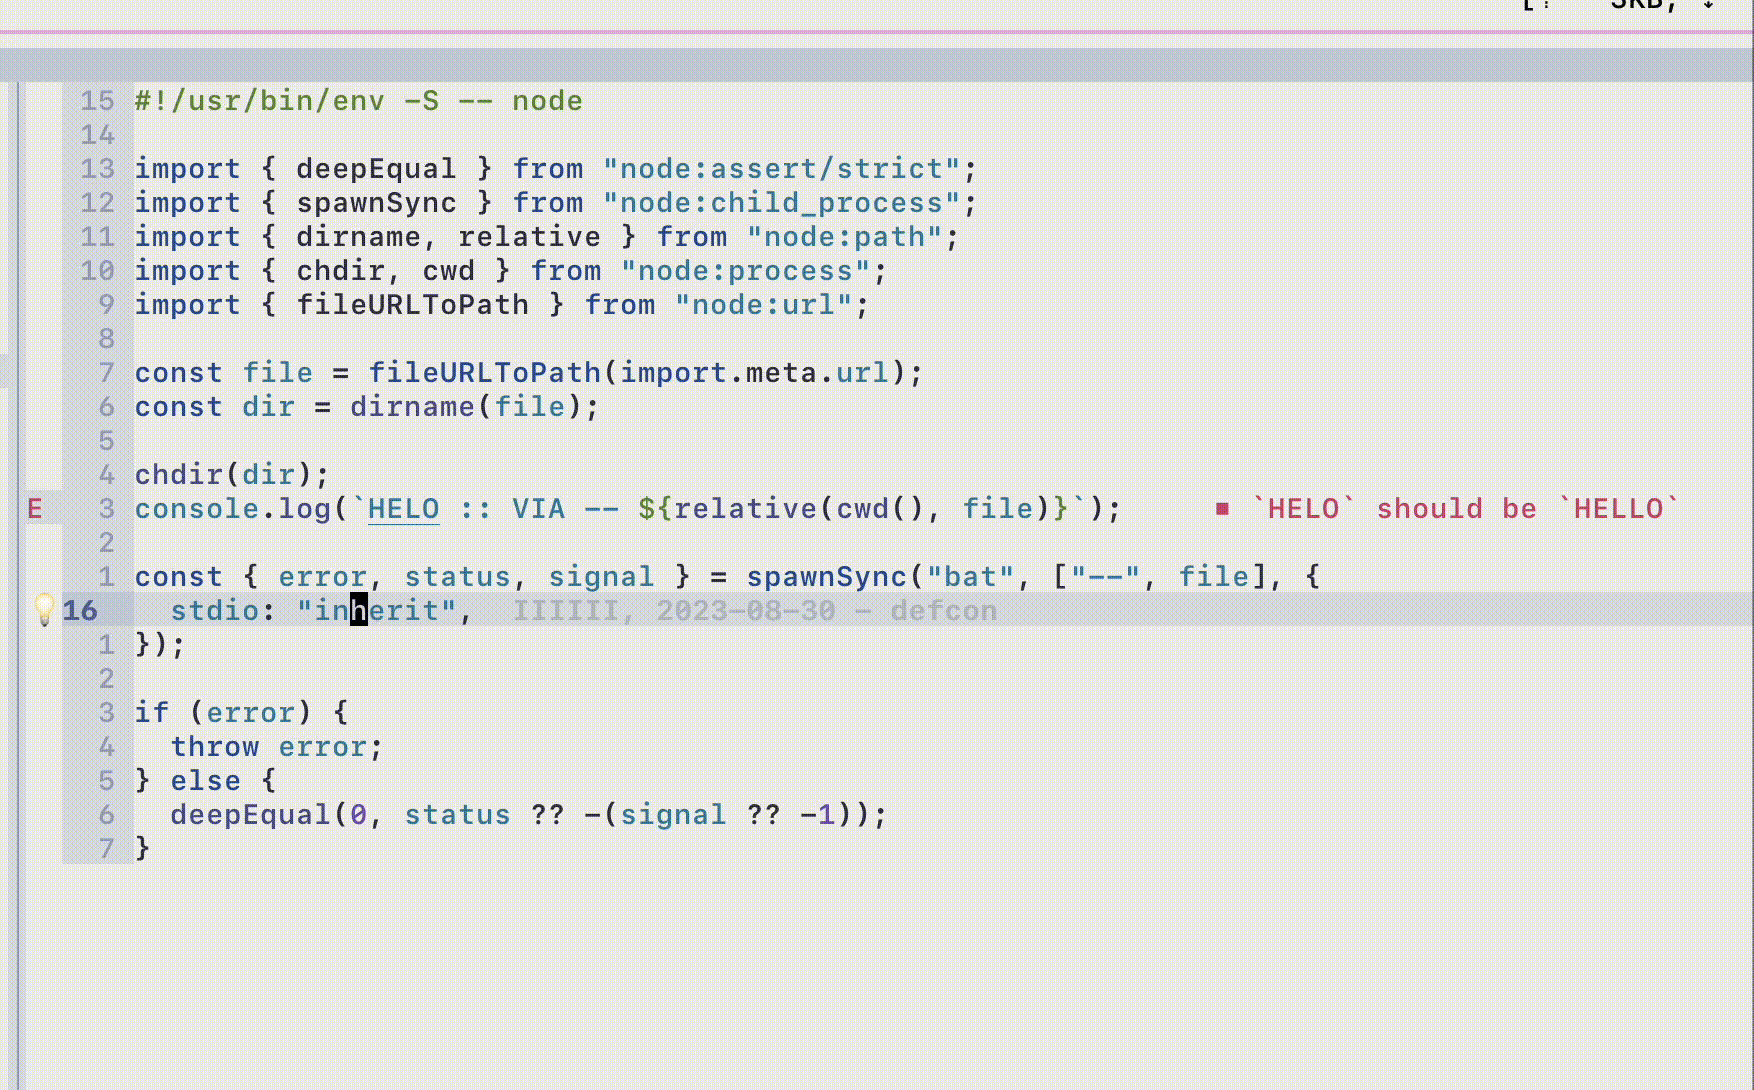 3KB,
15 #!/usr/bin/env -S -- node
14
13 import { deepEqual } from "node:assert/strict";
12 import { spawnSync } from "node:child_process";
11 import { dirname, relative } from "node:path";
10 import { chdir, cwd } from "node:process";
9 import { fileURLToPath } from "node:url";
8
7 const file = fileURLToPath(import.meta.url);
6 const dir = dirname(file);
5
4 chdir(dir);
E 3 console.log(`HELO :: VIA -- ${relative(cwd(), file)}`); ■ `HELO` should be `HELLO`
2
1 const { error, status, signal } = spawnSync("bat", ["--", file], {
16 stdio: "inherit", IIIIII, 2023-08-30 - defcon
1 });
2
3 if (error) {
4 throw error;
5 } else {
6 deepEqual(0, status ?? -(signal ?? -1));
7 }